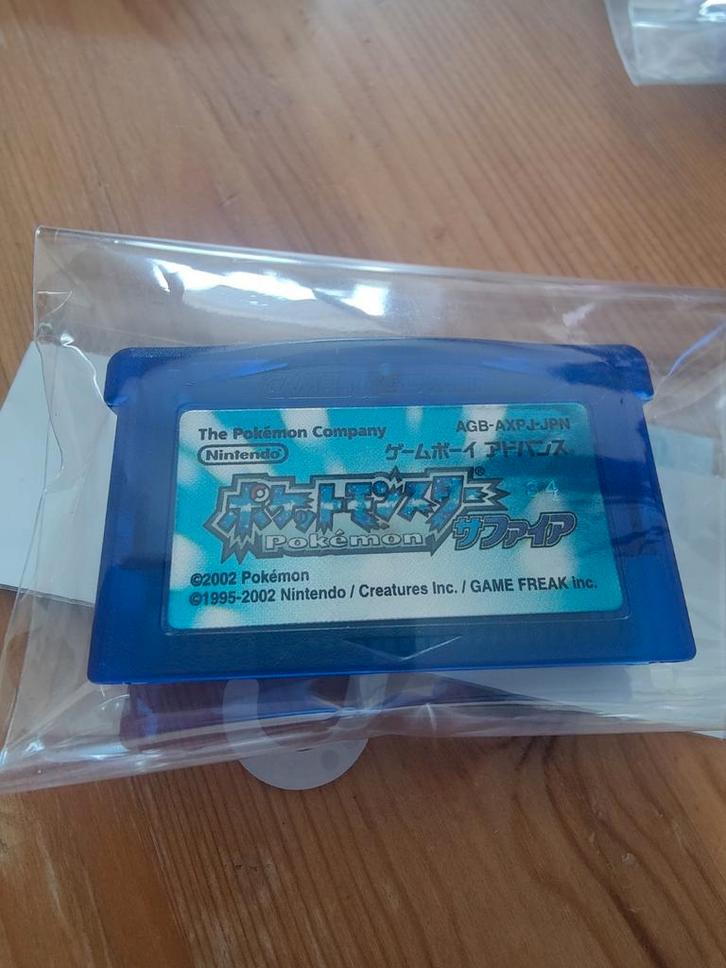 The Pokémon Company
AGB-AXPJ-JPN
Nintendo®
ゲームボーイ アドバンス
ポケットモンスター®
Pokémon
サファイア
©2002 Pokémon
©1995-2002 Nintendo / Creatures Inc. / GAME FREAK inc.